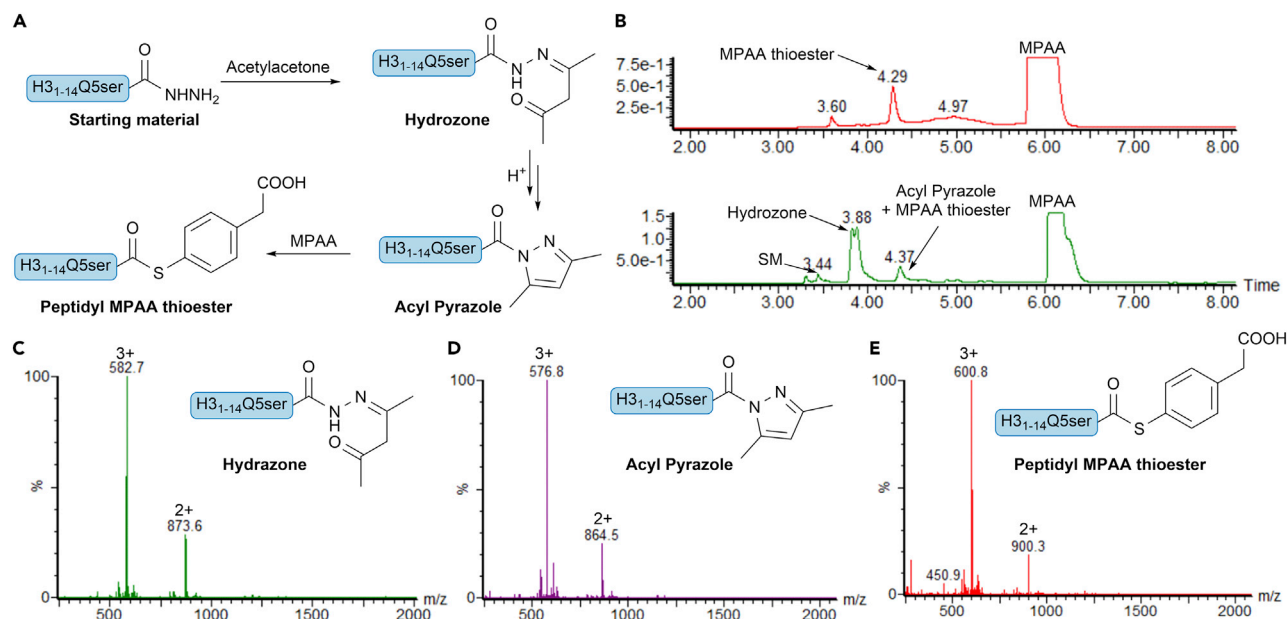 A
H3₁₋₁₄Q5ser
O
NHNH₂
Starting material
Acetylacetone
H3₁₋₁₄Q5ser
O
N
H
N
O
Hydrozone
H⁺
H3₁₋₁₄Q5ser
O
N
N
Acyl Pyrazole
MPAA
H3₁₋₁₄Q5ser
O
S
COOH
Peptidyl MPAA thioester
B
7.5e-1
5.0e-1
2.5e-1
MPAA thioester
3.60
4.29
4.97
MPAA
2.00 3.00 4.00 5.00 6.00 7.00 8.00
1.5
1.0
5.0e-1
Hydrozone
SM
3.44
3.88
4.37
Acyl Pyrazole
+ MPAA thioester
MPAA
Time
2.00 3.00 4.00 5.00 6.00 7.00 8.00
C
100
%
0
3+
582.7
2+
873.6
H3₁₋₁₄Q5ser
O
N
H
N
O
Hydrazone
500 1000 1500 2000 m/z
D
100
%
0
3+
576.8
2+
864.5
H3₁₋₁₄Q5ser
O
N
N
Acyl Pyrazole
500 1000 1500 2000 m/z
E
100
%
0
3+
600.8
450.9
2+
900.3
H3₁₋₁₄Q5ser
O
S
COOH
Peptidyl MPAA thioester
500 1000 1500 2000 m/z